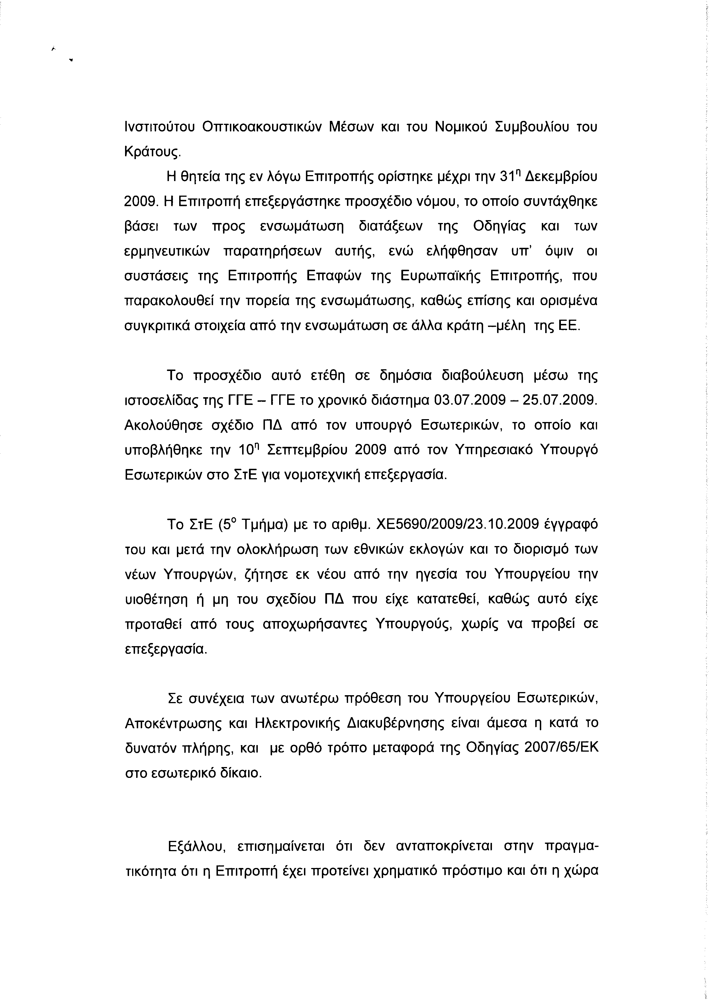 Ινστιτούτου Οπτικοακουστικών Μέσων και του Νομικού Συμβουλίου του
Κράτους.
Η θητεία της εν λόγω Επιτροπής ορίστηκε μέχρι την 31η Δεκεμβρίου
2009. Η Επιτροπή επεξεργάστηκε προσχέδιο νόμου, το οποίο συντάχθηκε
βάσει των προς ενσωμάτωση διατάξεων της Οδηγίας και των
ερμηνευτικών παρατηρήσεων αυτής, ενώ ελήφθησαν υπ’ όψιν οι
συστάσεις της Επιτροπής Επαφών της Ευρωπαϊκής Επιτροπής, που
παρακολουθεί την πορεία της ενσωμάτωσης, καθώς επίσης και ορισμένα
συγκριτικά στοιχεία από την ενσωμάτωση σε άλλα κράτη –μέλη της ΕΕ.
Το προσχέδιο αυτό ετέθη σε δημόσια διαβούλευση μέσω της
ιστοσελίδας της ΓΓΕ – ΓΓΕ το χρονικό διάστημα 03.07.2009 – 25.07.2009.
Ακολούθησε σχέδιο ΠΔ από τον υπουργό Εσωτερικών, το οποίο και
υποβλήθηκε την 10η Σεπτεμβρίου 2009 από τον Υπηρεσιακό Υπουργό
Εσωτερικών στο ΣτΕ για νομοτεχνική επεξεργασία.
Το ΣτΕ (5ο Τμήμα) με το αριθμ. ΧΕ5690/2009/23.10.2009 έγγραφό
του και μετά την ολοκλήρωση των εθνικών εκλογών και το διορισμό των
νέων Υπουργών, ζήτησε εκ νέου από την ηγεσία του Υπουργείου την
υιοθέτηση ή μη του σχεδίου ΠΔ που είχε κατατεθεί, καθώς αυτό είχε
προταθεί από τους αποχωρήσαντες Υπουργούς, χωρίς να προβεί σε
επεξεργασία.
Σε συνέχεια των ανωτέρω πρόθεση του Υπουργείου Εσωτερικών,
Αποκέντρωσης και Ηλεκτρονικής Διακυβέρνησης είναι άμεσα η κατά το
δυνατόν πλήρης, και με ορθό τρόπο μεταφορά της Οδηγίας 2007/65/ΕΚ
στο εσωτερικό δίκαιο.
Εξάλλου, επισημαίνεται ότι δεν ανταποκρίνεται στην πραγμα-
τικότητα ότι η Επιτροπή έχει προτείνει χρηματικό πρόστιμο και ότι η χώρα